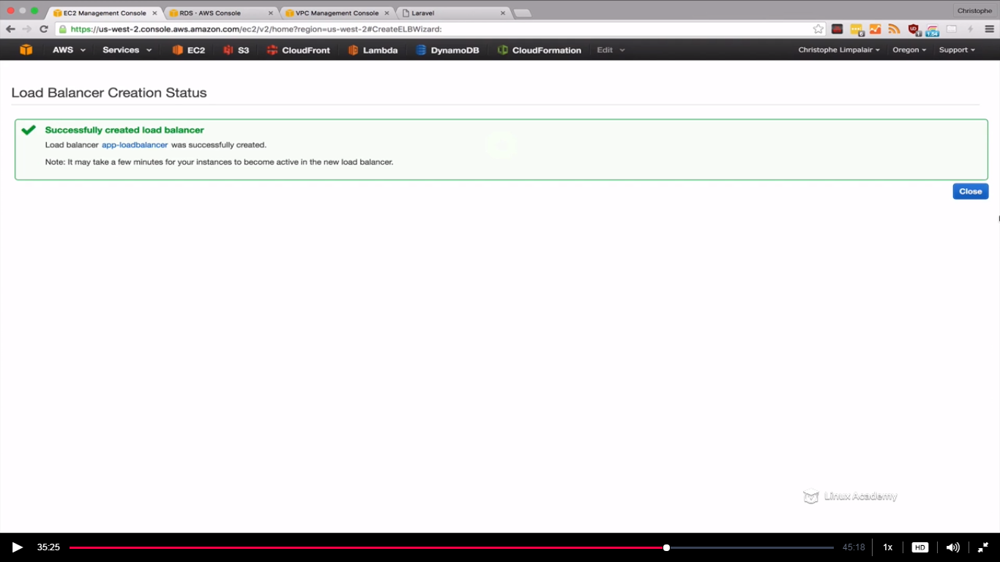 EC2 Management Console
RDS · AWS Console
VPC Management Console
Laravel
Christophe
https://us-west-2.console.aws.amazon.com/ec2/v2/home?region=us-west-2#CreateELBWizard:
6
1
1.54
AWS Services EC2 S3 CloudFront Lambda DynamoDB CloudFormation Edit Christophe Limpalair Oregon Support
Load Balancer Creation Status
Successfully created load balancer
Load balancer app-loadbalancer was successfully created.
Note: It may take a few minutes for your instances to become active in the new load balancer.
Close
Linux Academy
35:25 45:18 1x HD